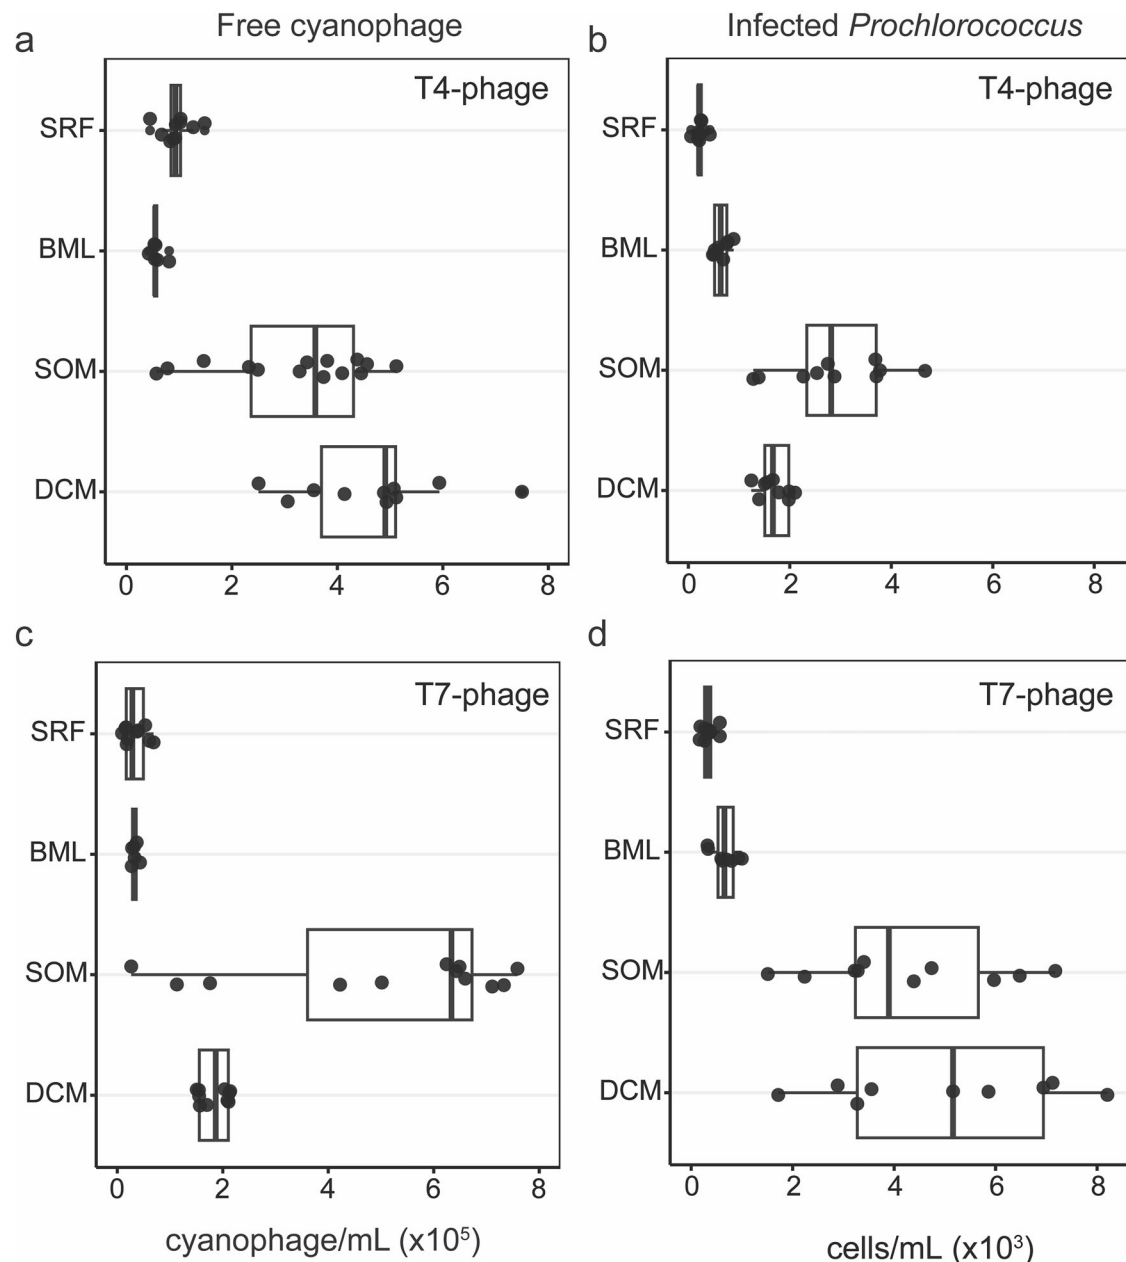 a Free cyanophage
T4-phage
SRF
BML
SOM
DCM
0 2 4 6 8
b Infected Prochlorococcus
T4-phage
SRF
BML
SOM
DCM
0 2 4 6 8
c
T7-phage
SRF
BML
SOM
DCM
0 2 4 6 8
cyanophage/mL (x10⁵)
d
T7-phage
SRF
BML
SOM
DCM
0 2 4 6 8
cells/mL (x10³)